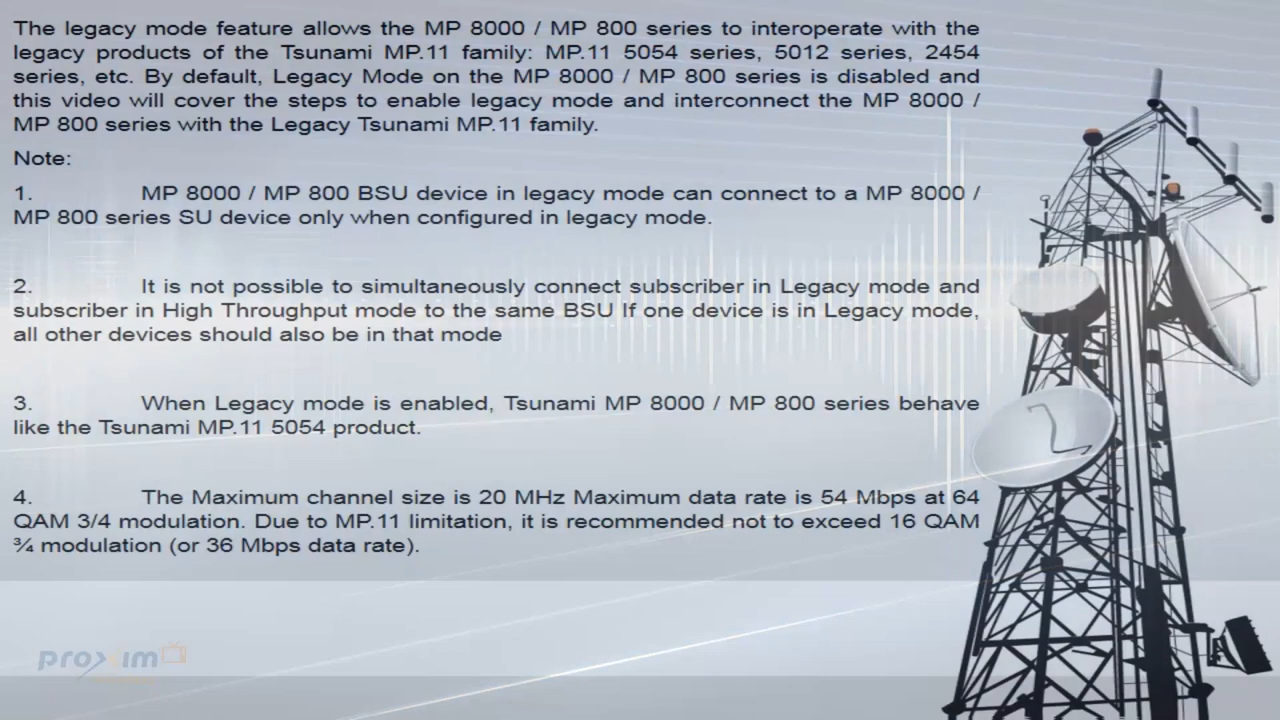 The legacy mode feature allows the MP 8000 / MP 800 series to interoperate with the
legacy products of the Tsunami MP.11 family: MP.11 5054 series, 5012 series, 2454
series, etc. By default, Legacy Mode on the MP 8000 / MP 800 series is disabled and
this video will cover the steps to enable legacy mode and interconnect the MP 8000 /
MP 800 series with the Legacy Tsunami MP.11 family.
Note:
1. MP 8000 / MP 800 BSU device in legacy mode can connect to a MP 8000 /
MP 800 series SU device only when configured in legacy mode.
2. It is not possible to simultaneously connect subscriber in Legacy mode and
subscriber in High Throughput mode to the same BSU If one device is in Legacy mode,
all other devices should also be in that mode
3. When Legacy mode is enabled, Tsunami MP 8000 / MP 800 series behave
like the Tsunami MP.11 5054 product.
4. The Maximum channel size is 20 MHz Maximum data rate is 54 Mbps at 64
QAM 3/4 modulation. Due to MP.11 limitation, it is recommended not to exceed 16 QAM
¾ modulation (or 36 Mbps data rate).
proxim